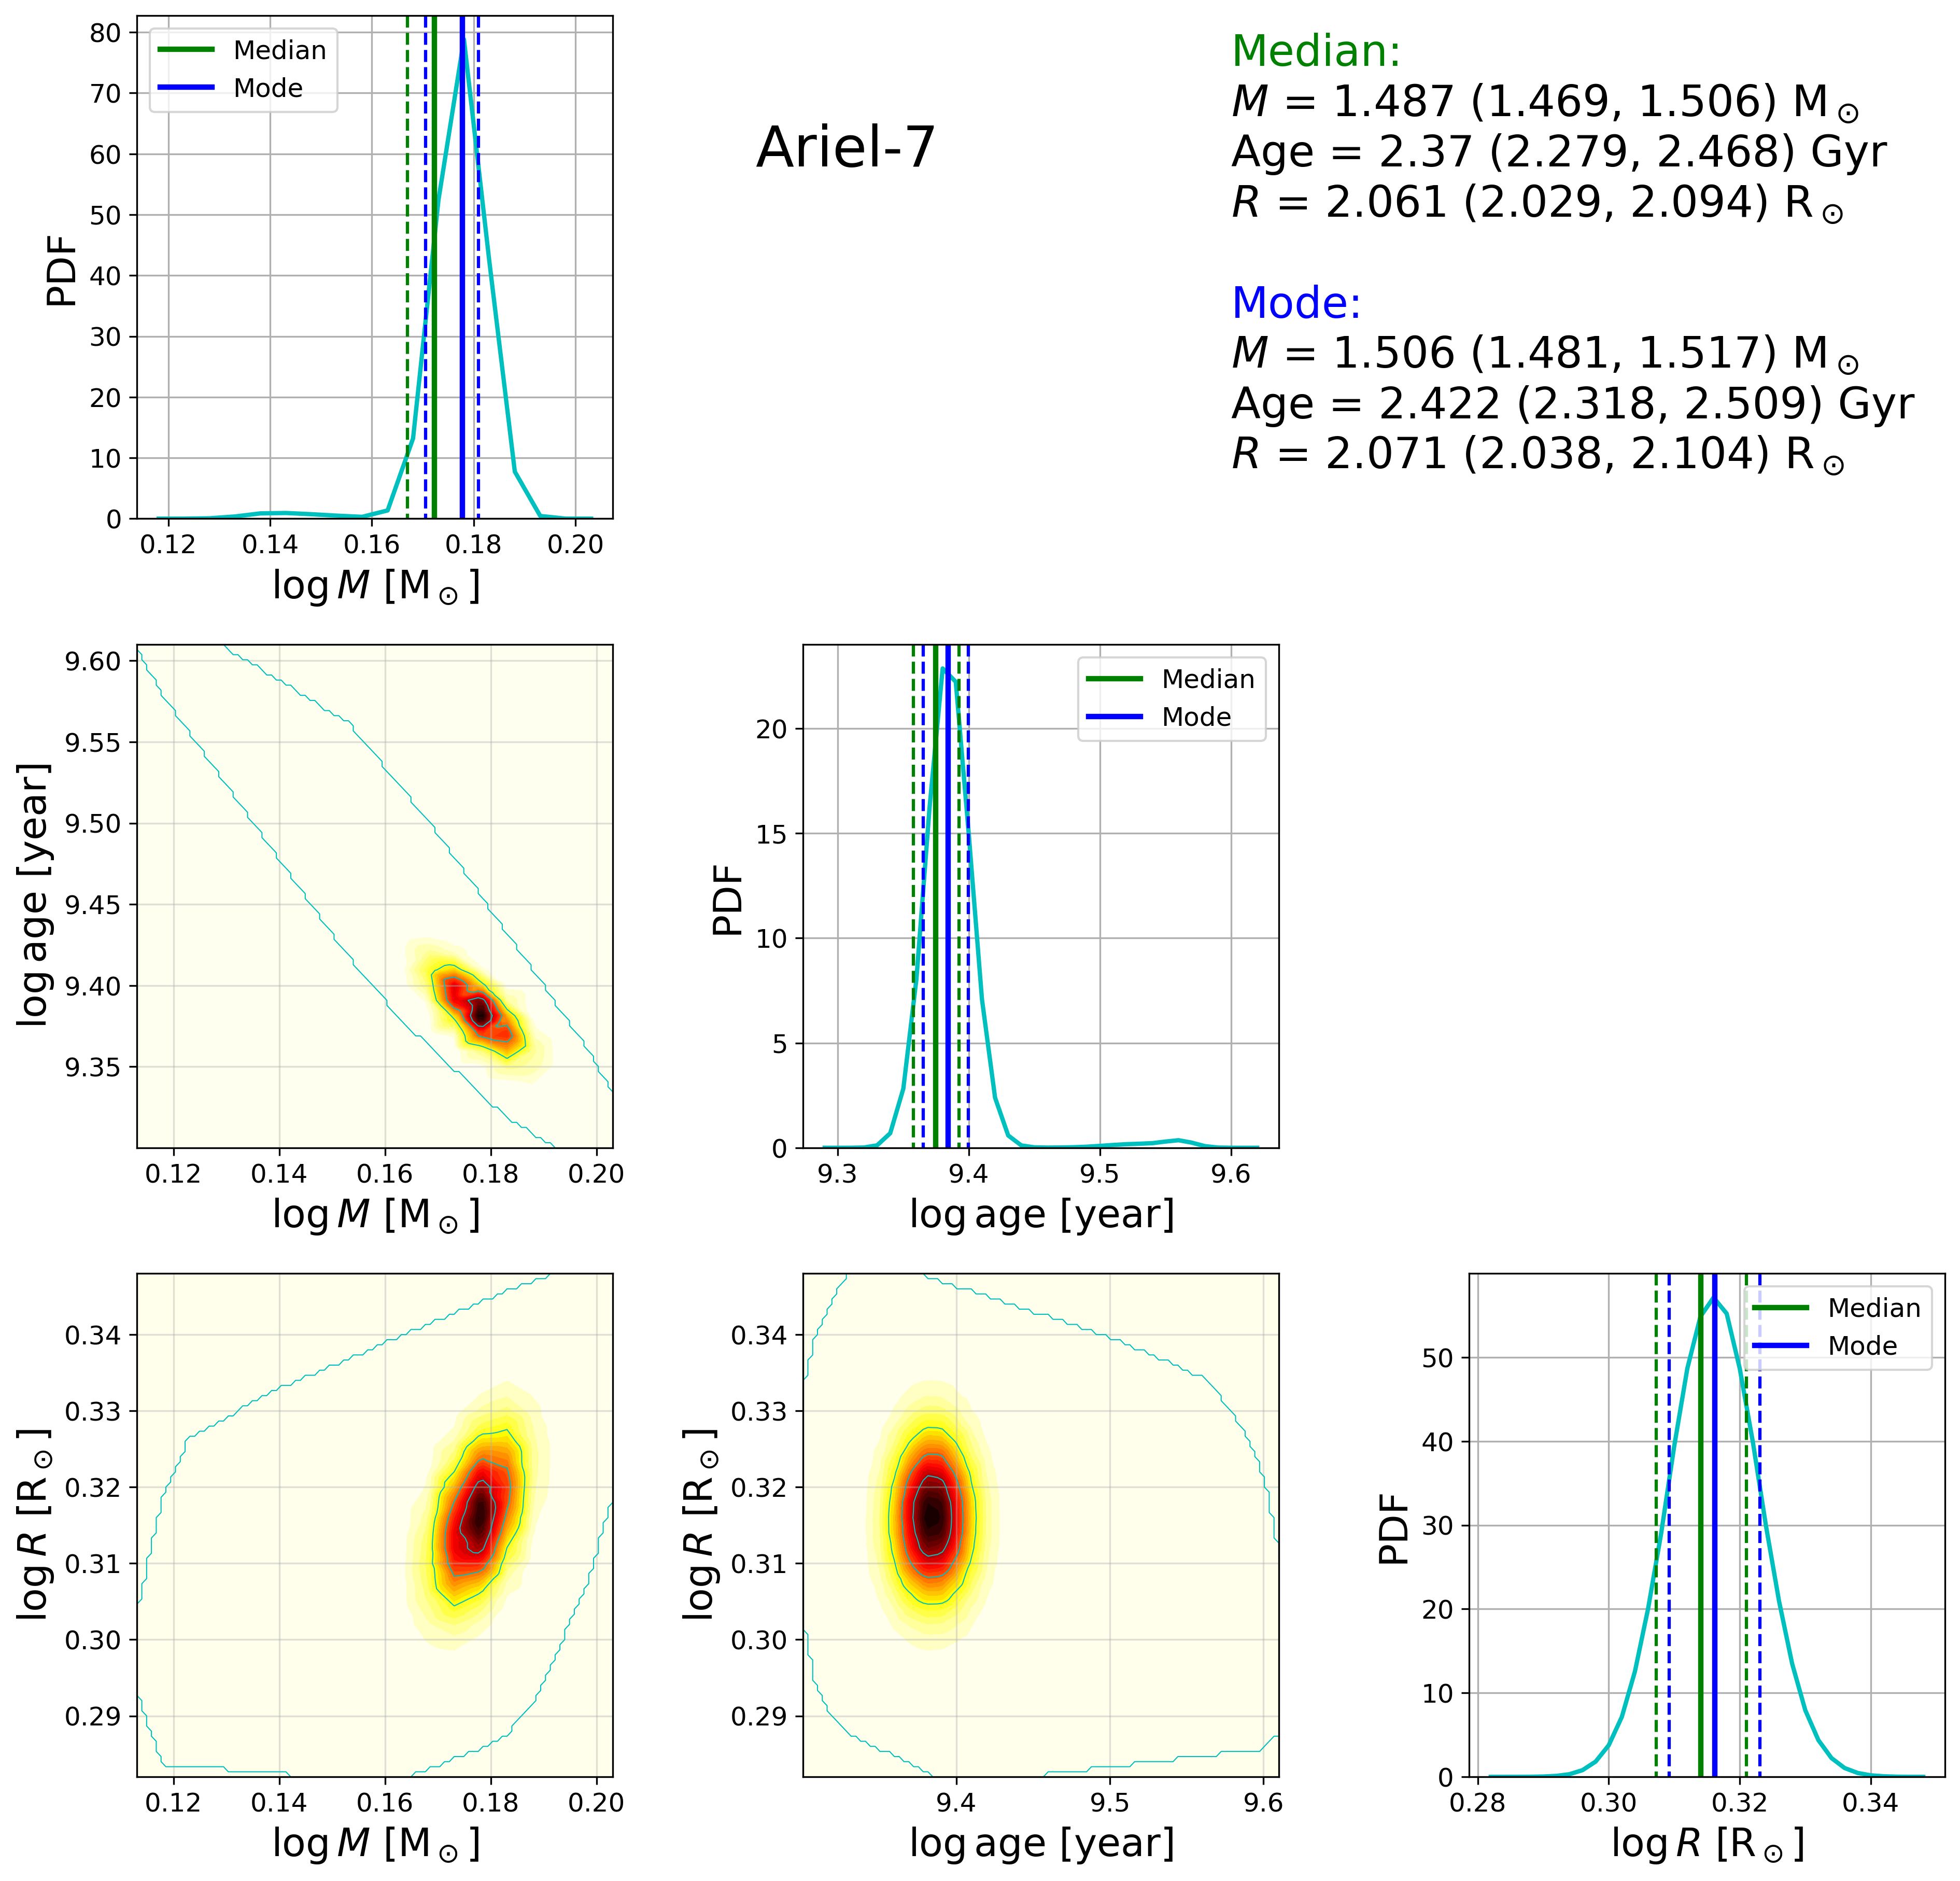 80
70
60
50
40
30
20
10
0
PDF
Median
Mode
0.12 0.14 0.16 0.18 0.20
log M [M⊙]
Ariel-7
Median:
M = 1.487 (1.469, 1.506) M⊙
Age = 2.37 (2.279, 2.468) Gyr
R = 2.061 (2.029, 2.094) R⊙
Mode:
M = 1.506 (1.481, 1.517) M⊙
Age = 2.422 (2.318, 2.509) Gyr
R = 2.071 (2.038, 2.104) R⊙
9.60
9.55
9.50
9.45
9.40
9.35
log age [year]
0.12 0.14 0.16 0.18 0.20
log M [M⊙]
20
15
10
5
0
PDF
Median
Mode
9.3 9.4 9.5 9.6
log age [year]
0.34
0.33
0.32
0.31
0.30
0.29
log R [R⊙]
0.12 0.14 0.16 0.18 0.20
log M [M⊙]
0.34
0.33
0.32
0.31
0.30
0.29
log R [R⊙]
9.4 9.5 9.6
log age [year]
50
40
30
20
10
0
PDF
Median
Mode
0.28 0.30 0.32 0.34
log R [R⊙]